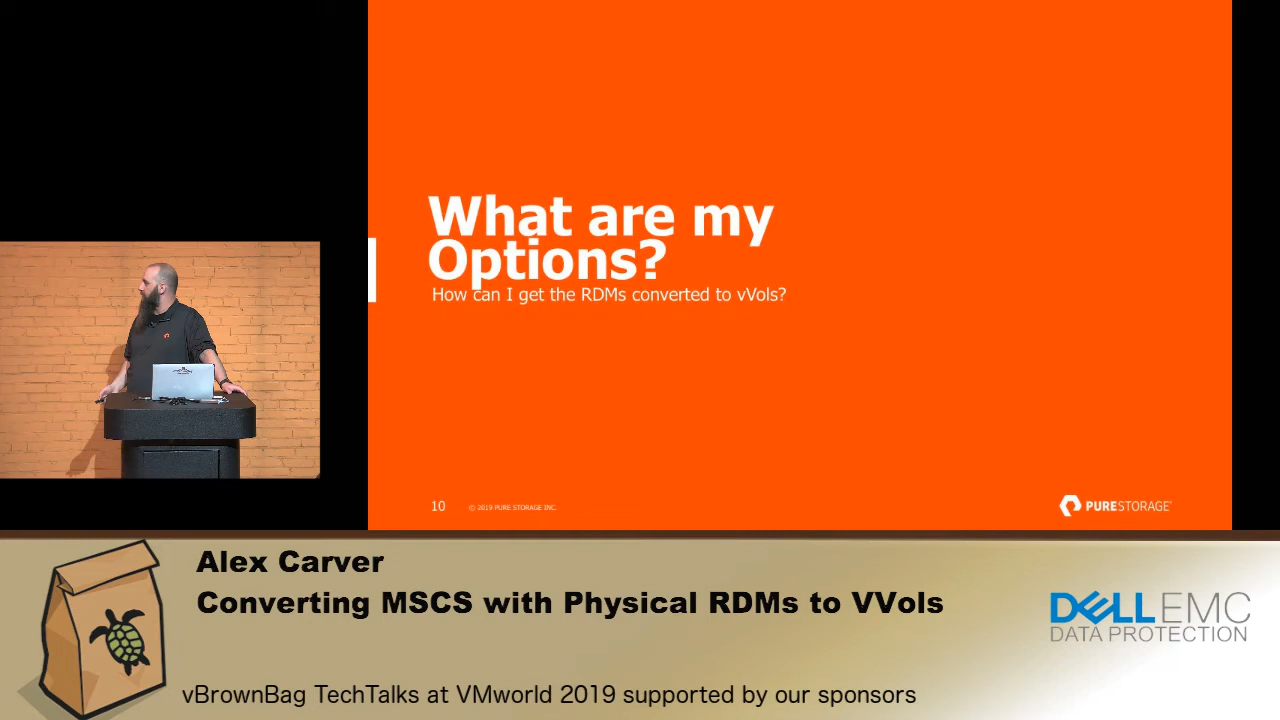 What are my
Options?
How can I get the RDMs converted to vVols?
10
© 2019 PURE STORAGE INC.
PURESTORAGE
Alex Carver
Converting MSCS with Physical RDMs to VVols
DELLEMC
DATA PROTECTION
vBrownBag TechTalks at VMworld 2019 supported by our sponsors